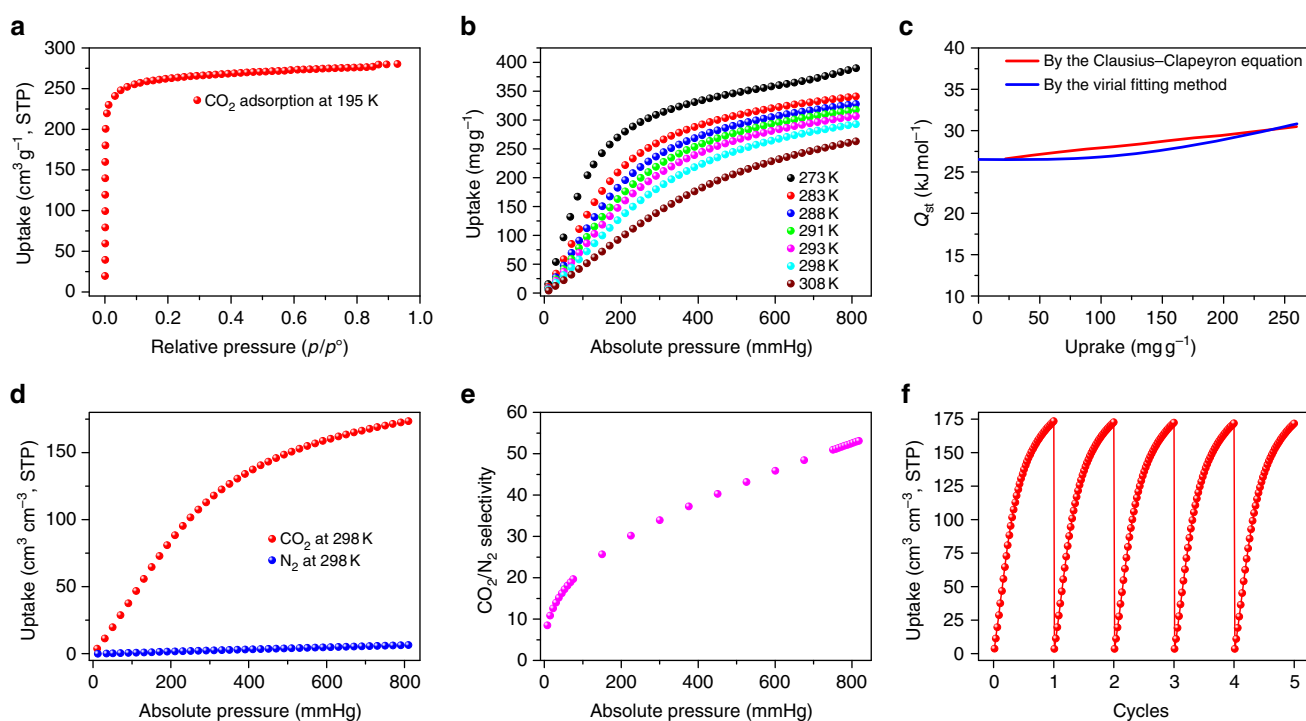 a
300
250
200
150
100
50
0
Uptake (cm³ g⁻¹, STP)
CO₂ adsorption at 195 K
0.0 0.2 0.4 0.6 0.8 1.0
Relative pressure (p/p°)
b
400
350
300
250
200
150
100
50
0
Uptake (mg g⁻¹)
273 K
283 K
288 K
291 K
293 K
298 K
308 K
0 200 400 600 800
Absolute pressure (mmHg)
c
40
35
30
25
20
15
10
Qst (kJ mol⁻¹)
By the Clausius–Clapeyron equation
By the virial fitting method
0 50 100 150 200 250
Uprake (mg g⁻¹)
d
150
100
50
0
Uptake (cm³ cm⁻³, STP)
CO₂ at 298 K
N₂ at 298 K
0 200 400 600 800
Absolute pressure (mmHg)
e
60
50
40
30
20
10
0
CO₂/N₂ selectivity
0 200 400 600 800
Absolute pressure (mmHg)
f
175
150
125
100
75
50
25
0
Uptake (cm³ cm⁻³, STP)
0 1 2 3 4 5
Cycles